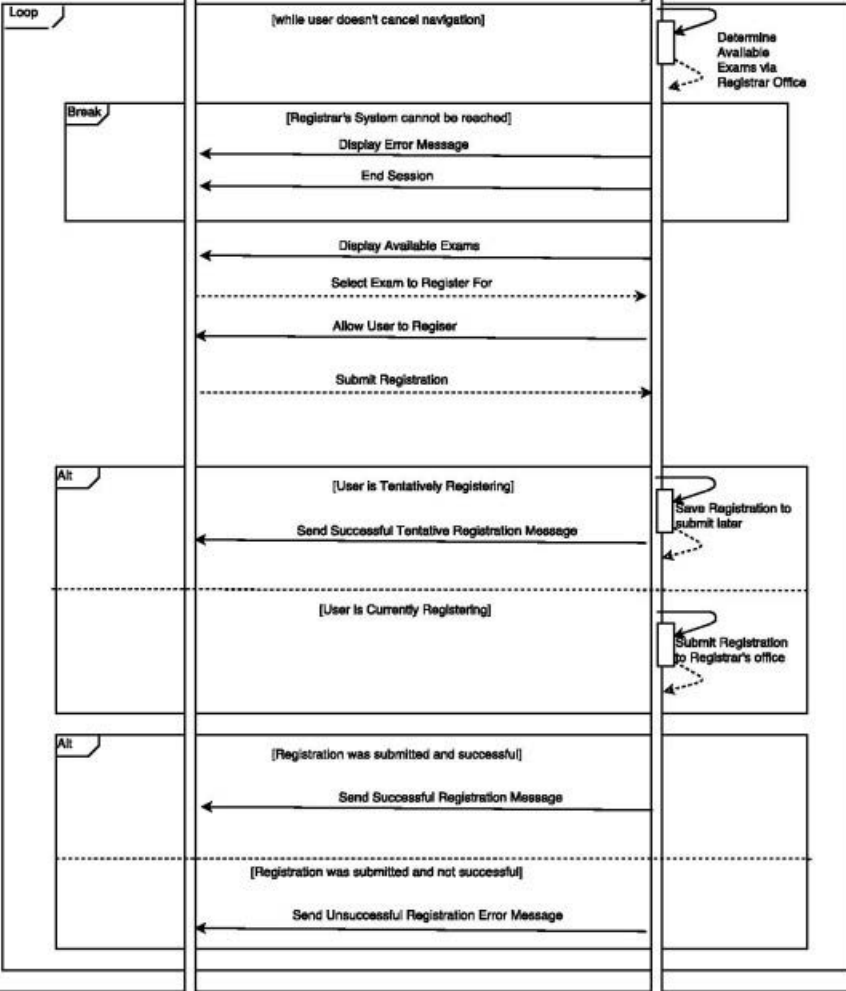 Loop
[while user doesn't cancel navigation]
Determine
Available
Exams via
Registrar Office
Break
[Registrar's System cannot be reached]
Display Error Message
End Session
Display Available Exams
Select Exam to Register For
Allow User to Regiser
Submit Registration
Alt
[User is Tentatively Registering]
Save Registration to
submit later
Send Successful Tentative Registration Message
[User is Currently Registering]
Submit Registration
to Registrar's office
Alt
[Registration was submitted and successful]
Send Successful Registration Message
[Registration was submitted and not successful]
Send Unsuccessful Registration Error Message